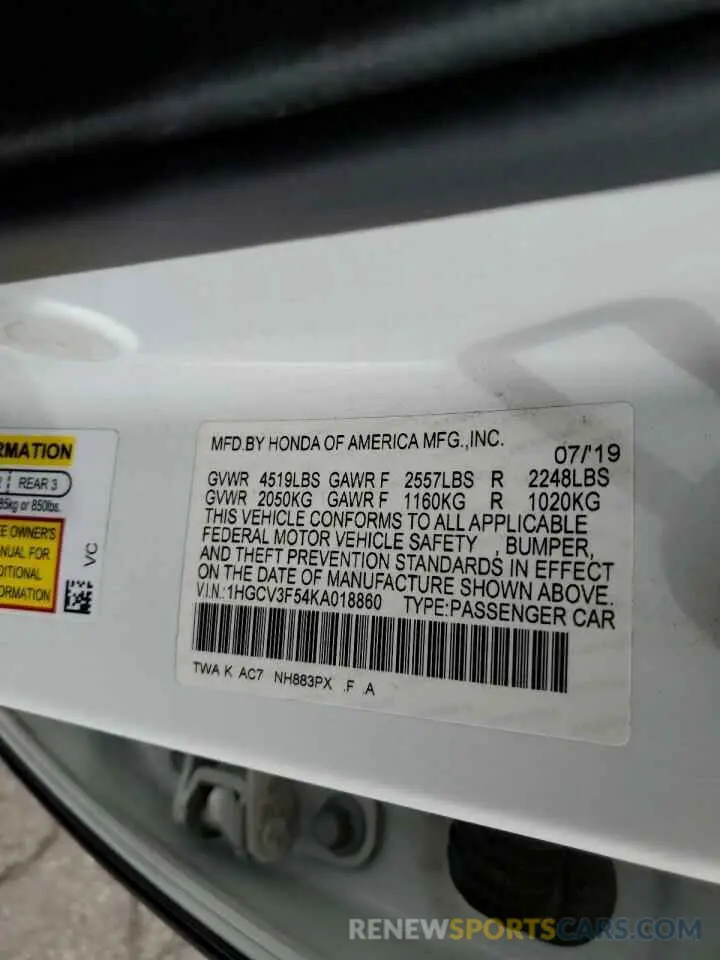 MFD.BY HONDA OF AMERICA MFG.,INC.
07/'19
GVWR 4519LBS GAWR F 2557LBS R 2248LBS
GVWR 2050KG GAWR F 1160KG R 1020KG
THIS VEHICLE CONFORMS TO ALL APPLICABLE
FEDERAL MOTOR VEHICLE SAFETY , BUMPER,
AND THEFT PREVENTION STANDARDS IN EFFECT
ON THE DATE OF MANUFACTURE SHOWN ABOVE.
V.I.N.:1HGCV3F54KA018860 TYPE:PASSENGER CAR
TWA K AC7 NH883PX .F .A
RMATION
REAR 3
85kg or 850lbs.
E OWNER'S
NUAL FOR
DITIONAL
ORMATION
VC
RENEWSPORTSCARS.COM